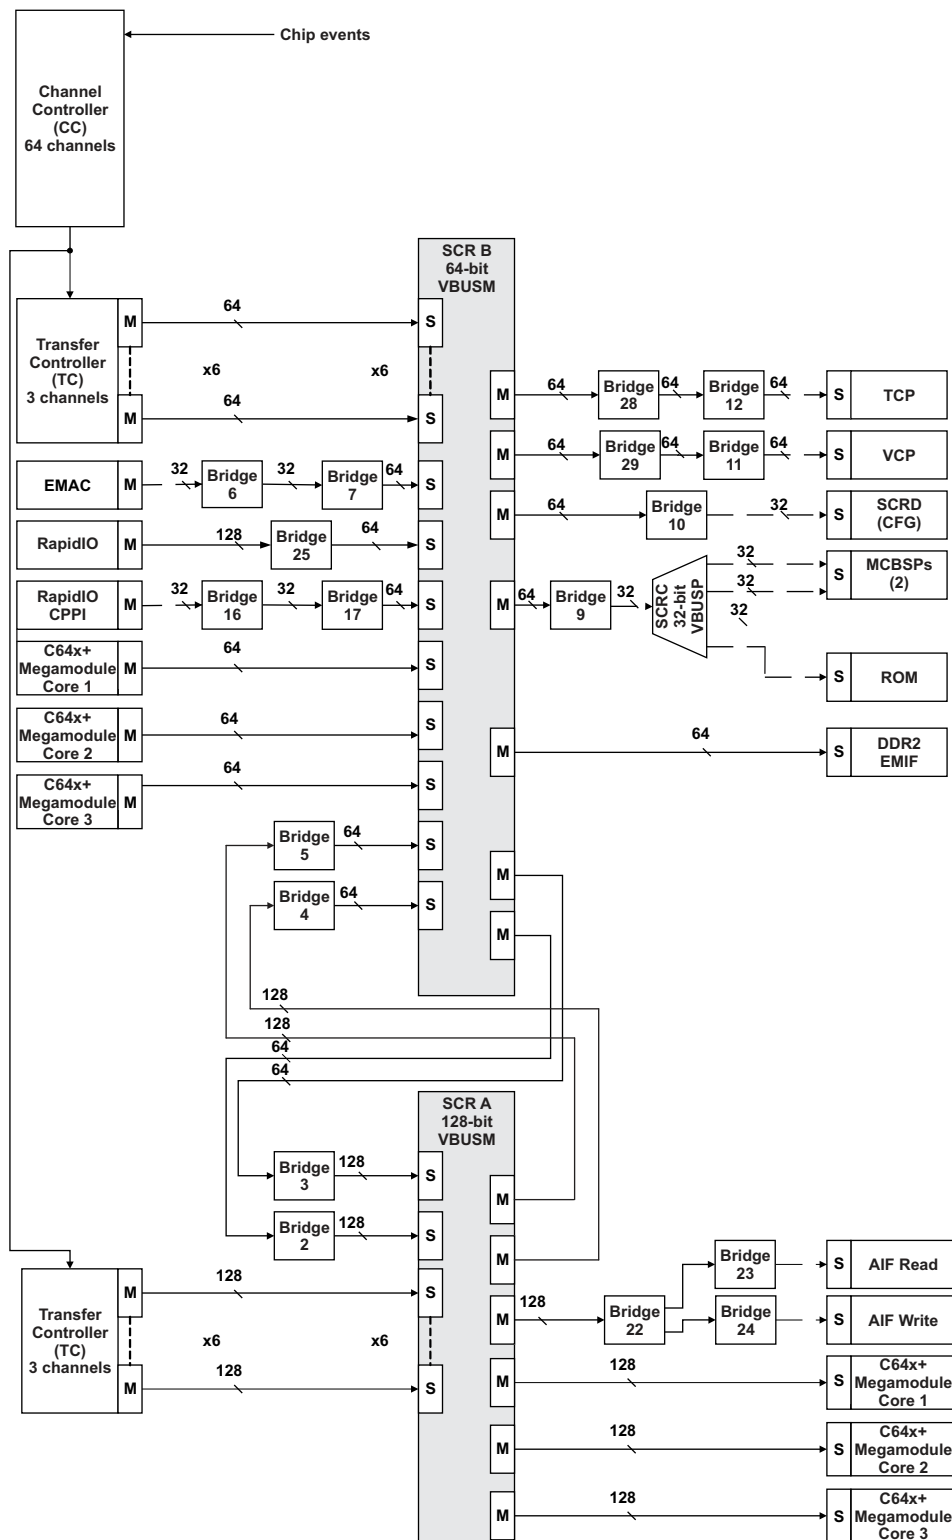 Chip events
Channel
Controller
(CC)
64 channels
SCR B
64-bit
VBUSM
M
64
S
Transfer
Controller
(TC)
3 channels
x6
x6
M
64
S
M
64
Bridge
28
64
Bridge
12
64
S
TCP
M
64
Bridge
29
64
Bridge
11
64
S
VCP
EMAC
M
32
Bridge
6
32
Bridge
7
64
S
M
64
Bridge
10
32
S
SCRD
(CFG)
RapidIO
M
128
Bridge
25
64
S
RapidIO
CPPI
M
32
Bridge
16
32
Bridge
17
64
S
M
64
Bridge
9
32
SCRC
32-bit
VBUSP
32
32
32
S
MCBSPs
(2)
S
ROM
C64x+
Megamodule
Core 1
M
64
S
C64x+
Megamodule
Core 2
M
64
S
M
64
S
DDR2
EMIF
C64x+
Megamodule
Core 3
M
64
S
Bridge
5
64
S
M
Bridge
4
64
S
M
128
128
64
64
SCR A
128-bit
VBUSM
Bridge
3
128
S
M
Bridge
2
128
S
M
Transfer
Controller
(TC)
3 channels
M
128
S
x6
x6
M
128
S
M
128
Bridge
22
Bridge
23
S
AIF Read
Bridge
24
S
AIF Write
M
128
S
C64x+
Megamodule
Core 1
M
128
S
C64x+
Megamodule
Core 2
M
128
S
C64x+
Megamodule
Core 3